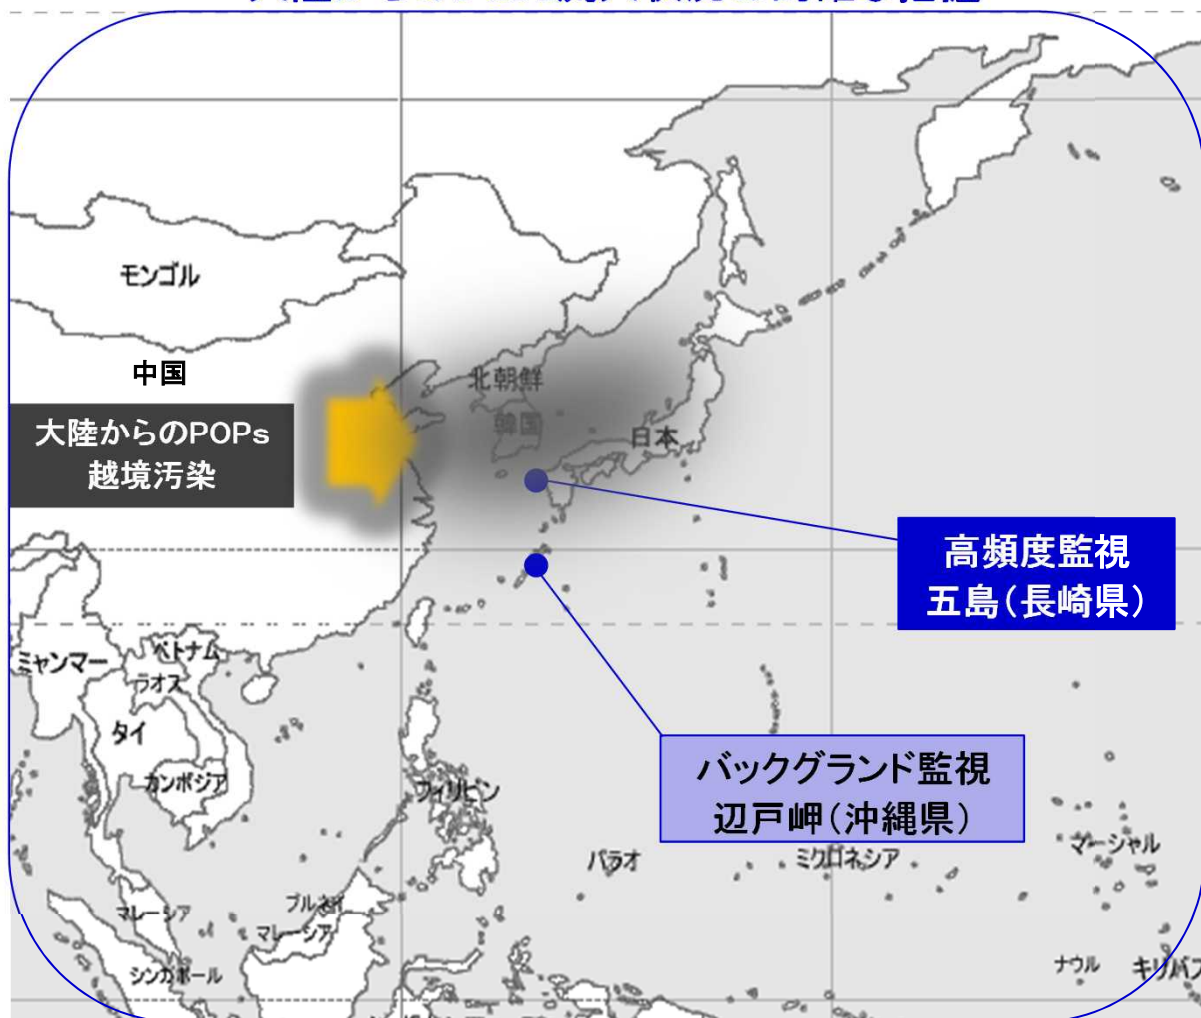 モンゴル
中国
北朝鮮
韓国
日本
大陸からのPOPs
越境汚染
高頻度監視
五島(長崎県)
ミャンマー
ベトナム
ラオス
タイ
カンボジア
フィリピン
バックグランド監視
辺戸岬(沖縄県)
パラオ
ミクロネシア
マーシャル
ブルネイ
マレーシア
マレーシア
シンガポール
ナウル
キリバス